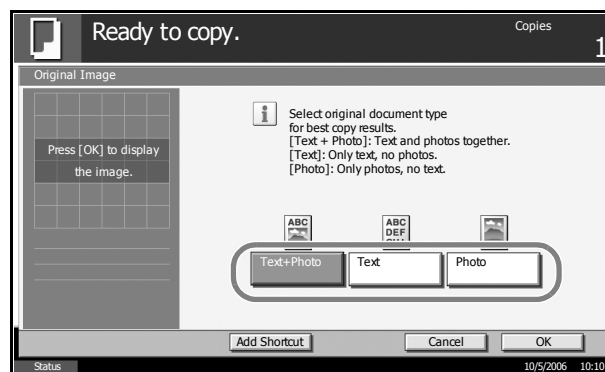 Ready to copy.
Copies
1
Original Image
Press [OK] to display
the image.
Select original document type
for best copy results.
[Text + Photo]: Text and photos together.
[Text]: Only text, no photos.
[Photo]: Only photos, no text.
ABC
ABC
DEF
Text+Photo
Text
Photo
Add Shortcut
Cancel
OK
Status
10/5/2006 10:10